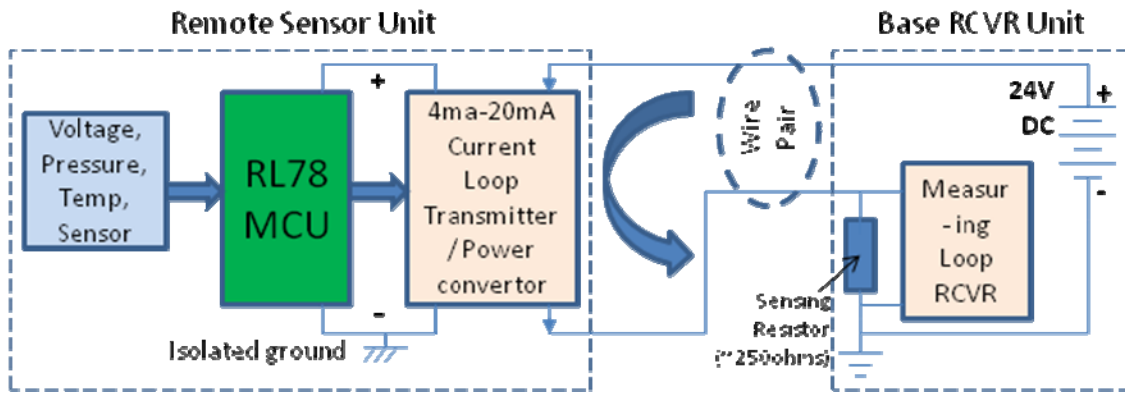 Remote Sensor Unit
Base RCVR Unit
Voltage,
Pressure,
Temp,
Sensor
RL78
MCU
+
-
4ma-20mA
Current
Loop
Transmitter
/ Power
convertor
Isolated ground
Wire
Pair
24V
DC
+
-
Measur
-ing
Loop
RCVR
Sensing
Resistor
(~250ohms)